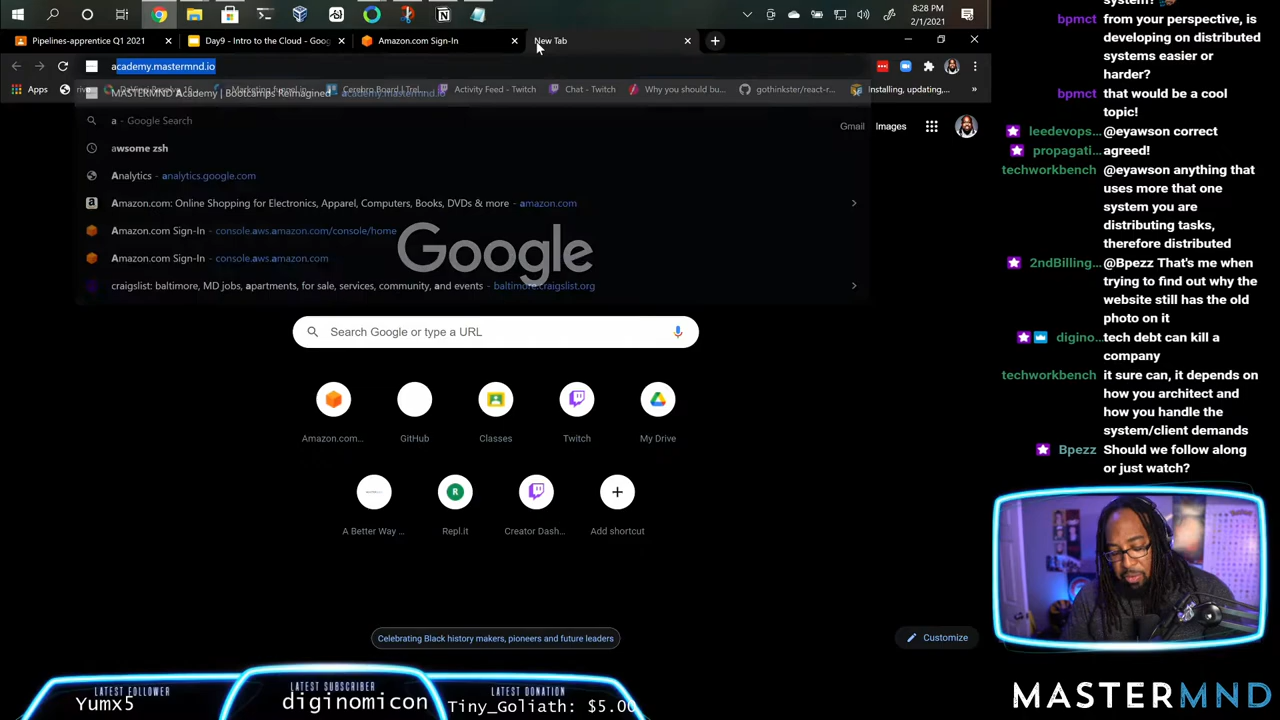 8:28 PM
2/1/2021
Pipelines-apprentice Q1 2021
Day9 - Intro to the Cloud - Goog
Amazon.com Sign-In
New Tab
academy.mastermnd.io
Apps
Cerebro Board | Trel...
Activity Feed - Twitch
Chat - Twitch
Why you should bu...
gothinkster/react-r...
Installing, updating,...
»
MASTERMND Academy | Bootcamps Reimagined - academy.mastermnd.io
a - Google Search
awsome zsh
Analytics - analytics.google.com
Amazon.com: Online Shopping for Electronics, Apparel, Computers, Books, DVDs & more - amazon.com
Amazon.com Sign-In - console.aws.amazon.com/console/home
Amazon.com Sign-In - console.aws.amazon.com
craigslist: baltimore, MD jobs, apartments, for sale, services, community, and events - baltimore.craigslist.org
Gmail
Images
Google
Search Google or type a URL
Amazon.com...
GitHub
Classes
Twitch
My Drive
A Better Way ...
Repl.it
Creator Dash...
Add shortcut
Celebrating Black history makers, pioneers and future leaders
Customize
bpmct from your perspective, is
developing on distributed
systems easier or
harder?
bpmct that would be a cool
topic!
leedevops... @eyawson correct
propagati... agreed!
techworkbench @eyawson anything that
uses more that one
system you are
distributing tasks,
therefore distributed
2ndBilling... @Bpezz That's me when
trying to find out why the
website still has the old
photo on it
digino... tech debt can kill a
company
techworkbench it sure can, it depends on
how you architect and
how you handle the
system/client demands
Bpezz Should we follow along
or just watch?
LATEST FOLLOWER
Yumx5
LATEST SUBSCRIBER
diginomicon
LATEST DONATION
Tiny_Goliath: $5.00
MASTERMND